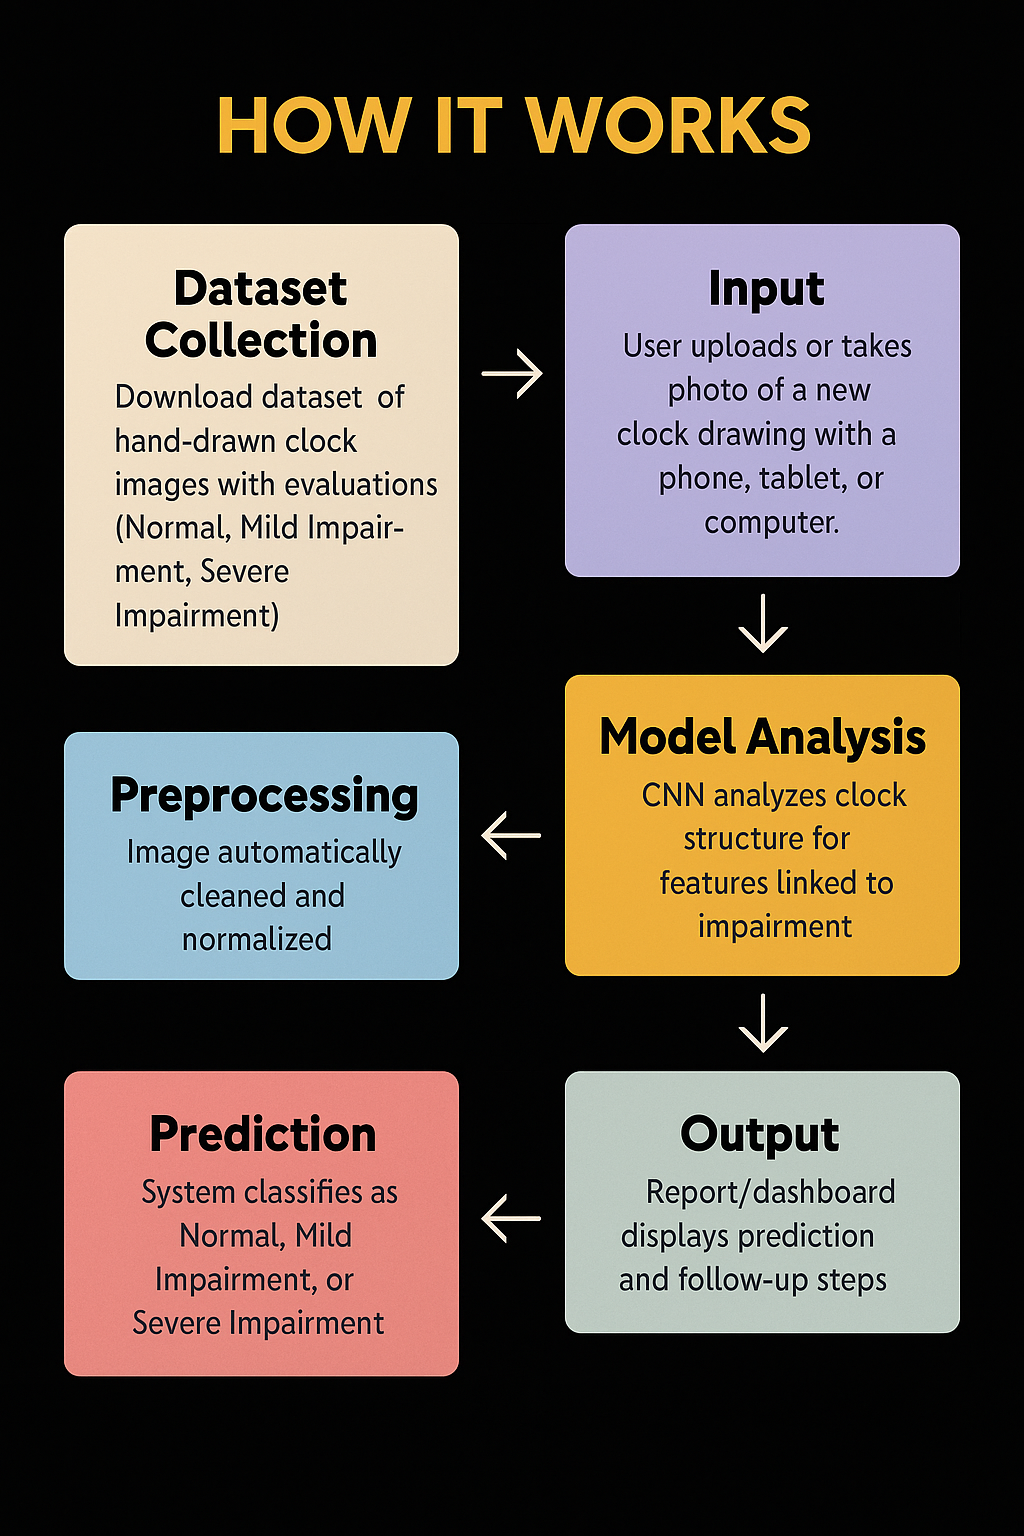 HOW IT WORKS
Dataset
Collection
Download dataset of
hand-drawn clock
images with evaluations
(Normal, Mild Impair-
ment, Severe
Impairment)
Input
User uploads or takes
photo of a new
clock drawing with a
phone, tablet, or
computer.
Model Analysis
CNN analyzes clock
structure for
features linked to
impairment
Preprocessing
Image automatically
cleaned and
normalized
Output
Report/dashboard
displays prediction
and follow-up steps
Prediction
System classifies as
Normal, Mild
Impairment, or
Severe Impairment